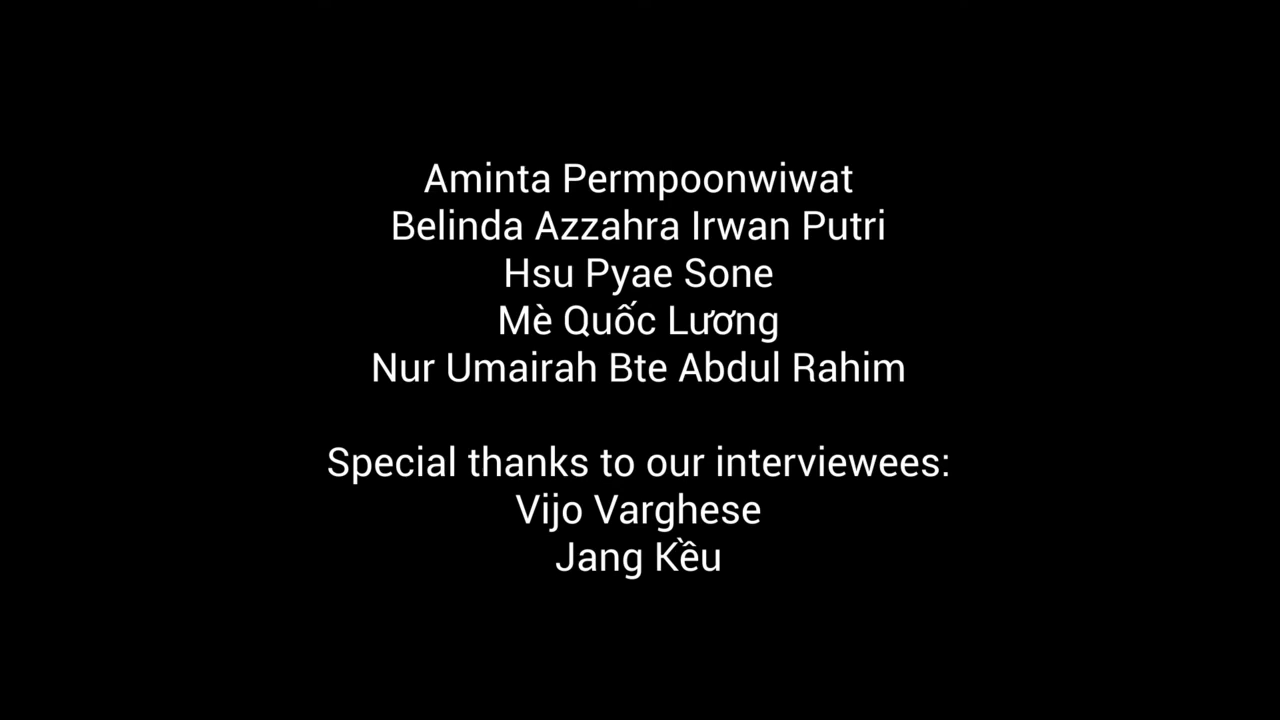 Aminta Permpoonwiwat
Belinda Azzahra Irwan Putri
Hsu Pyae Sone
Mè Quốc Lương
Nur Umairah Bte Abdul Rahim
Special thanks to our interviewees:
Vijo Varghese
Jang Kều